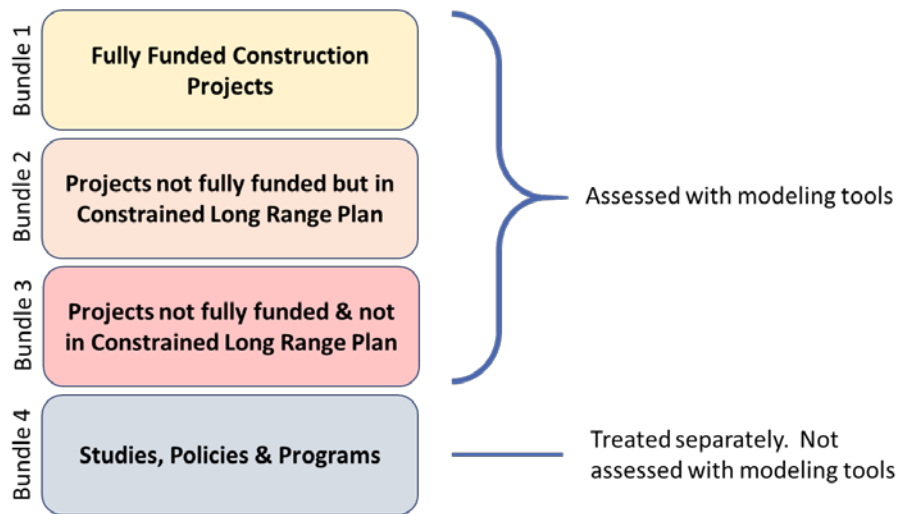 Bundle 1
Fully Funded Construction
Projects
Bundle 2
Projects not fully funded but in
Constrained Long Range Plan
Assessed with modeling tools
Bundle 3
Projects not fully funded & not
in Constrained Long Range Plan
Bundle 4
Studies, Policies & Programs
Treated separately.  Not
assessed with modeling tools